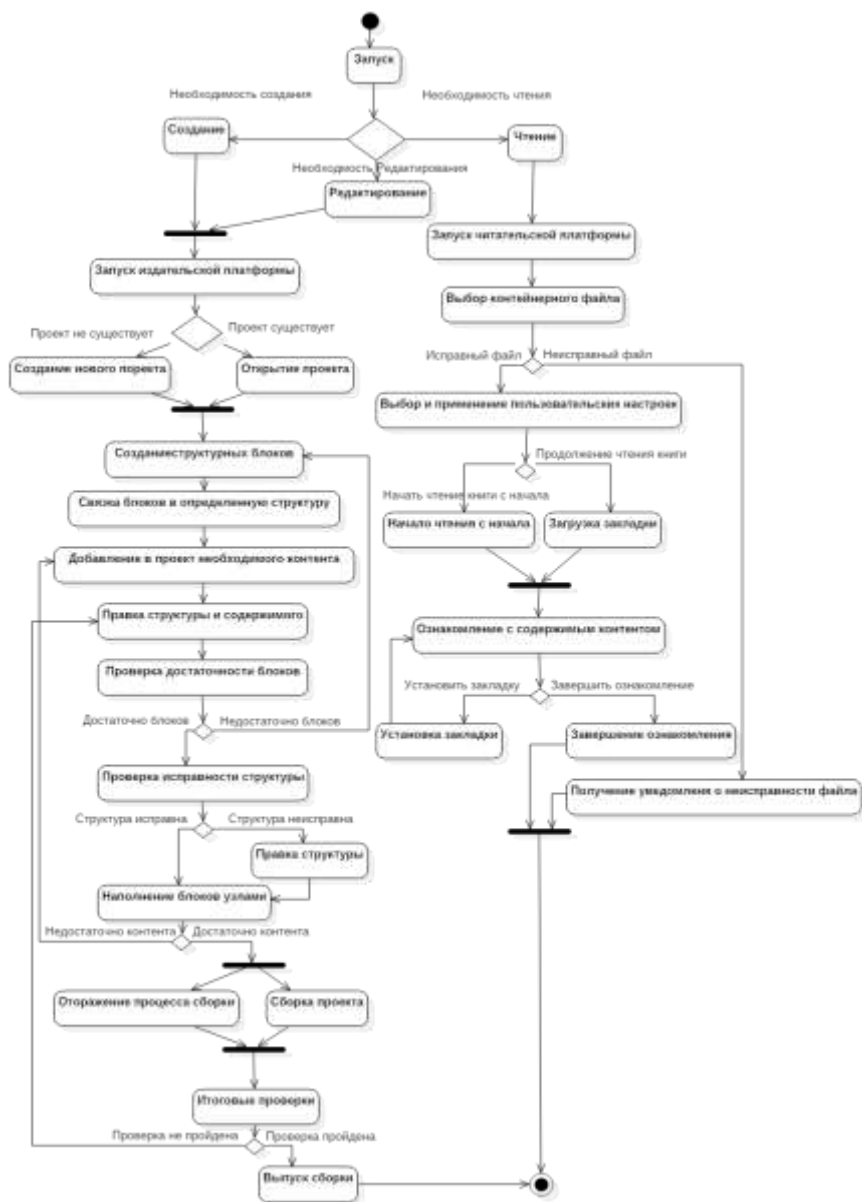 Запуск
Необходимость создания
Необходимость чтения
Создание
Чтение
Необходмость Редактирования
Редактирование
Запуск читательской платформы
Запуск издательской платформы
Выбор контейнерного файла
Проект не существует
Проект существует
Исправный файл
Неисправный файл
Создание нового поректа
Открытие проекта
Выбор и применение пользовательских настроек
Созданиеструктурных блоков
Продолжение чтения книги
Связка блоков в определенную структуру
Начать чтение книги с начала
Начало чтения с начала
Загрузка закладки
Добавление в проект необходимого контента
Правка структуры и содержимого
Ознакомление с содержимым контентом
Проверка достаточности блоков
Установить закладку
Завершить ознакомление
Достаточно блоков
Недостаточно блоков
Установка закладки
Завершение ознакомления
Проверка исправности структуры
Получение уведомленя о неисправности файла
Структура исправна
Структура неисправна
Правка структуры
Наполнение блоков узлами
Недостаточно контента
Достаточно контента
Оторажение процесса сборки
Сборка проекта
Итоговые проверки
Проверка не пройдена
Проверка пройдена
Выпуск сборки